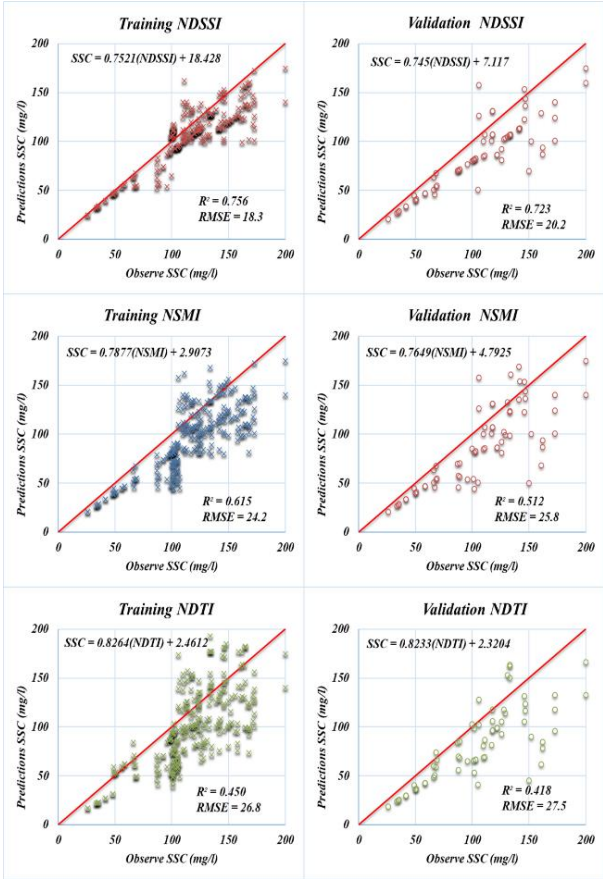 Training NDSSI
SSC = 0.7521(NDSSI) + 18.428
Predictions SSC (mg/l)
200
150
100
50
0
R² = 0.756
RMSE = 18.3
0 50 100 150 200
Observe SSC (mg/l)
Validation NDSSI
SSC = 0.745(NDSSI) + 7.117
Predictions SSC (mg/l)
200
150
100
50
0
R² = 0.723
RMSE = 20.2
0 50 100 150 200
Observe SSC (mg/l)
Training NSMI
SSC = 0.7877(NSMI) + 2.9073
Predictions SSC (mg/l)
200
150
100
50
0
R² = 0.615
RMSE = 24.2
0 50 100 150 200
Observe SSC (mg/l)
Validation NSMI
SSC = 0.7649(NSMI) + 4.7925
Predictions SSC (mg/l)
200
150
100
50
0
R² = 0.512
RMSE = 25.8
0 50 100 150 200
Observe SSC (mg/l)
Training NDTI
SSC = 0.8264(NDTI) + 2.4612
Predictions SSC (mg/l)
200
150
100
50
0
R² = 0.450
RMSE = 26.8
0 50 100 150 200
Observe SSC (mg/l)
Validation NDTI
SSC = 0.8233(NDTI) + 2.3204
Predictions SSC (mg/l)
200
150
100
50
0
R² = 0.418
RMSE = 27.5
0 50 100 150 200
Observe SSC (mg/l)